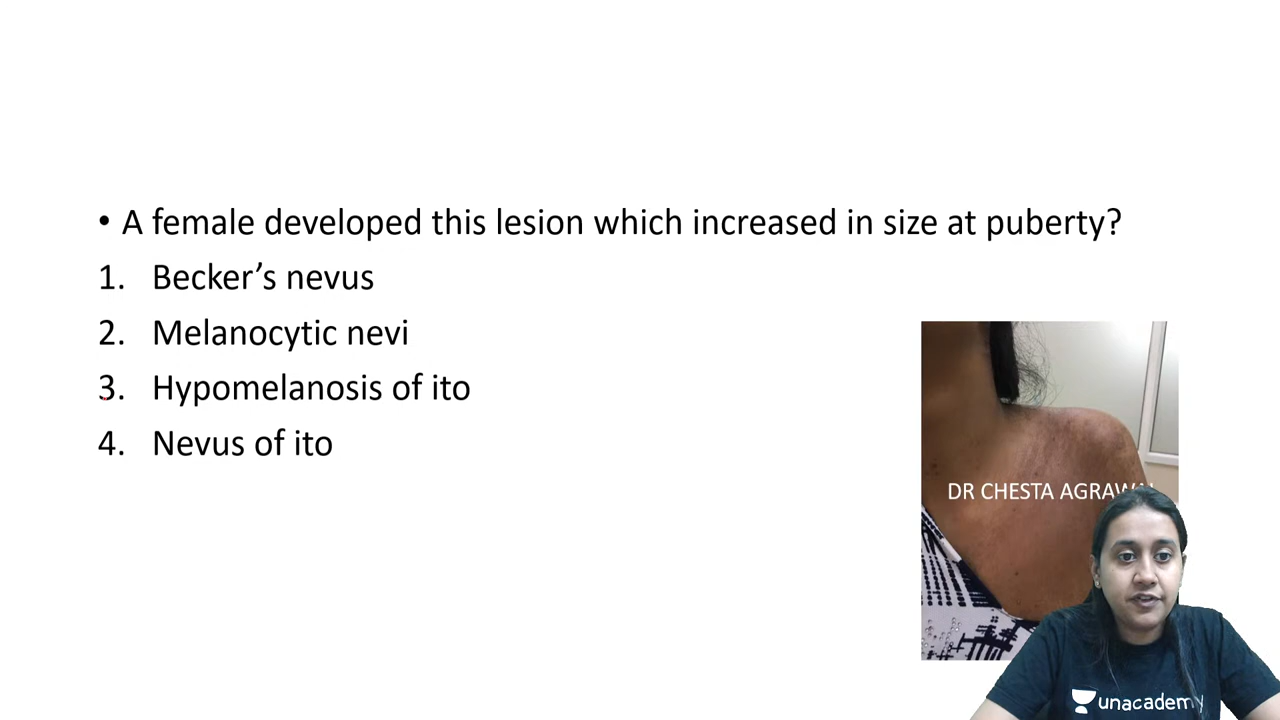 • A female developed this lesion which increased in size at puberty?
1. Becker’s nevus
2. Melanocytic nevi
3. Hypomelanosis of ito
4. Nevus of ito
DR CHESTA AGRAWAL
unacademy